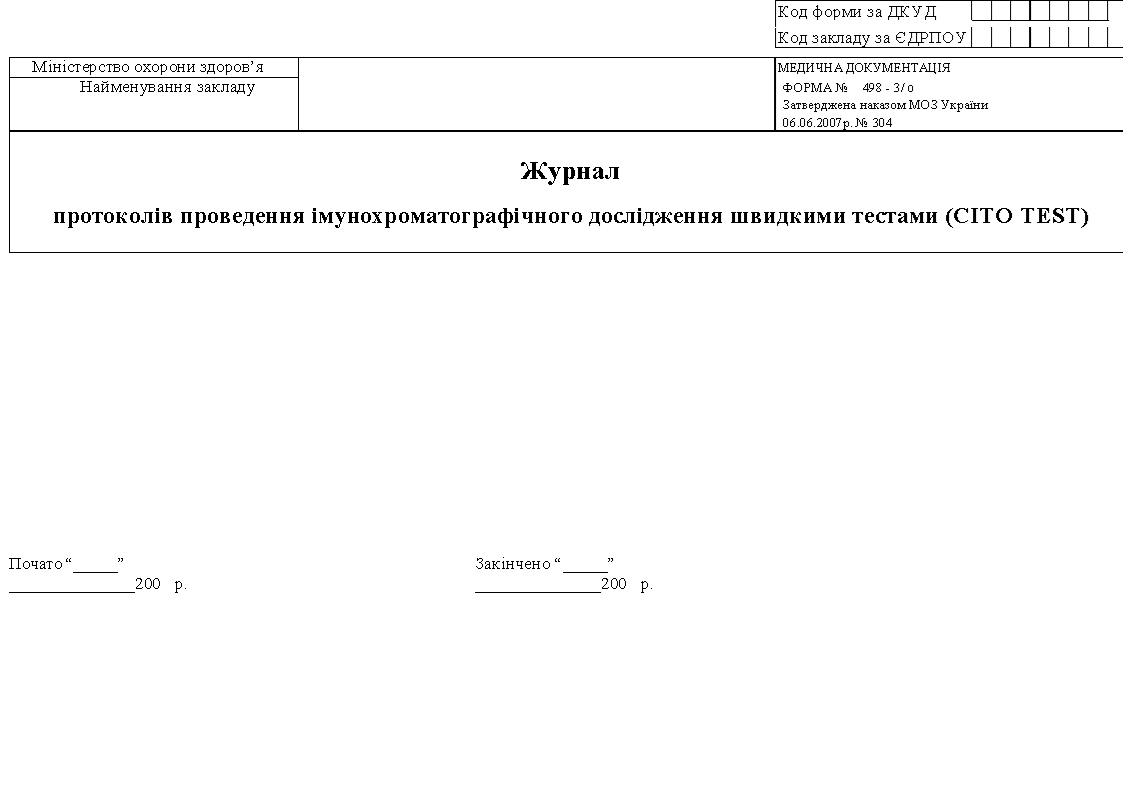 Код форми за ДКУД
Код закладу за ЄДРПОУ
Міністерство охорони здоров’я
Найменування закладу
МЕДИЧНА ДОКУМЕНТАЦІЯ
ФОРМА № 498 - 3/о
Затверджена наказом МОЗ України
06.06.2007р. № 304
Журнал
протоколів проведення імунохроматографічного дослідження швидкими тестами (CITO TEST)
Почато “_____”
______________200 р.
Закінчено “_____”
______________200 р.